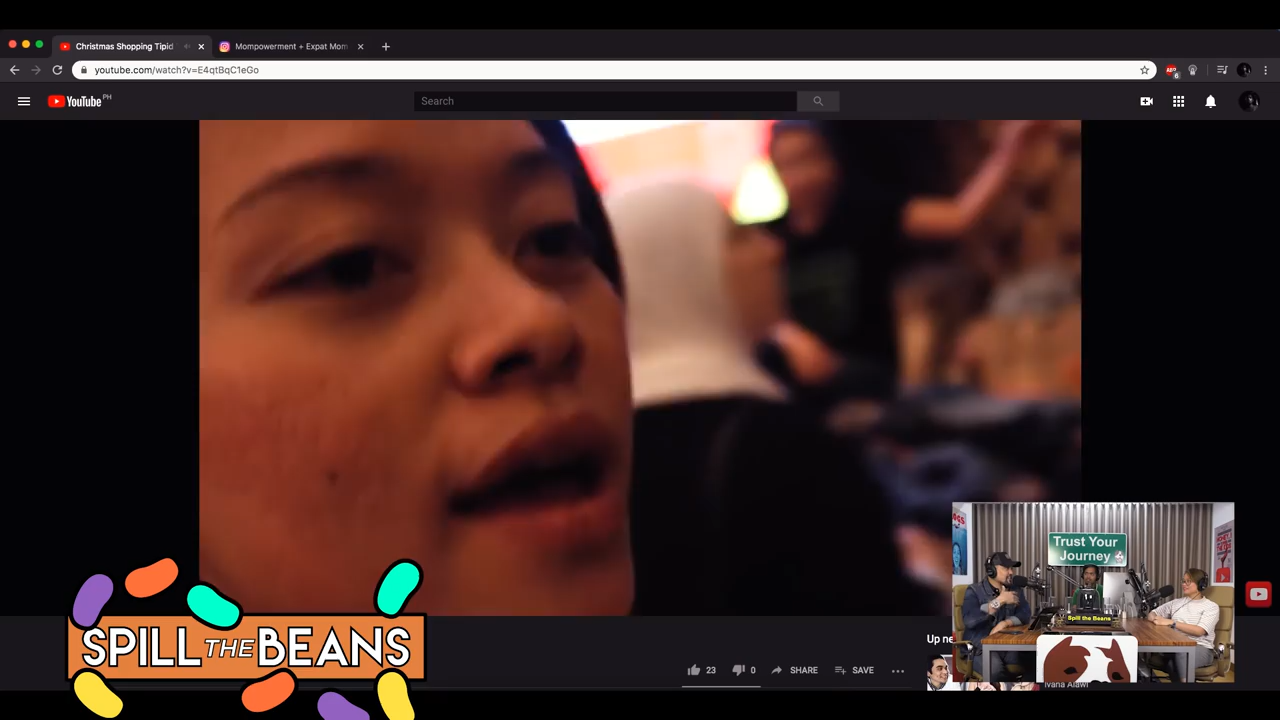 Christmas Shopping Tipid
Mompowerment + Expat Mom
youtube.com/watch?v=E4qtBqC1eGo
YouTube PH
Search
Trust Your
Journey
Spill the Beans
Up ne
SPILL THE BEANS
23
0
SHARE
SAVE
Ivana Alawi